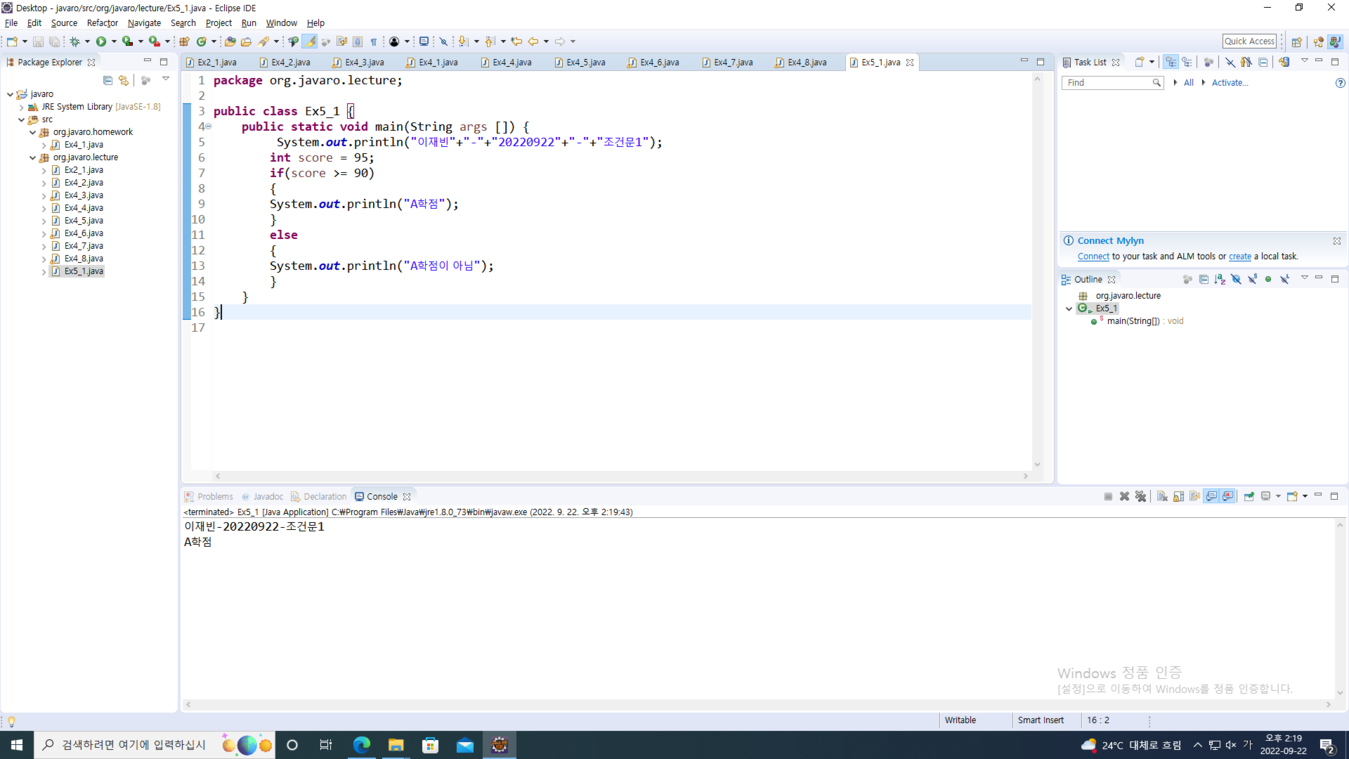 Desktop - javaro/src/org/javaro/lecture/Ex5_1.java - Eclipse IDE
File Edit Source Refactor Navigate Search Project Run Window Help
Quick Access
Package Explorer
javaro
JRE System Library [JavaSE-1.8]
src
org.javaro.homework
Ex4_1.java
org.javaro.lecture
Ex2_1.java
Ex4_2.java
Ex4_3.java
Ex4_4.java
Ex4_5.java
Ex4_6.java
Ex4_7.java
Ex4_8.java
Ex5_1.java
Ex2_1.java Ex4_2.java Ex4_3.java Ex4_1.java Ex4_4.java Ex4_5.java Ex4_6.java Ex4_7.java Ex4_8.java Ex5_1.java
1 package org.javaro.lecture;
2
3 public class Ex5_1 {
4 public static void main(String args []) {
5 System.out.println("이재빈"+"-"+"20220922"+"-"+"조건문1");
6 int score = 95;
7 if(score >= 90)
8 {
9 System.out.println("A학점");
10 }
11 else
12 {
13 System.out.println("A학점이 아님");
14 }
15 }
16 }
17
Task List
Find All Activate...
Connect Mylyn
Connect to your task and ALM tools or create a local task.
Outline
org.javaro.lecture
Ex5_1
main(String[]) : void
Problems Javadoc Declaration Console
<terminated> Ex5_1 [Java Application] C:₩Program Files₩Java₩jre1.8.0_73₩bin₩javaw.exe (2022. 9. 22. 오후 2:19:43)
이재빈-20220922-조건문1
A학점
Windows 정품 인증
[설정]으로 이동하여 Windows를 정품 인증합니다.
Writable Smart Insert 16 : 2
검색하려면 여기에 입력하십시
24°C 대체로 흐림
가
오후 2:19
2022-09-22
2